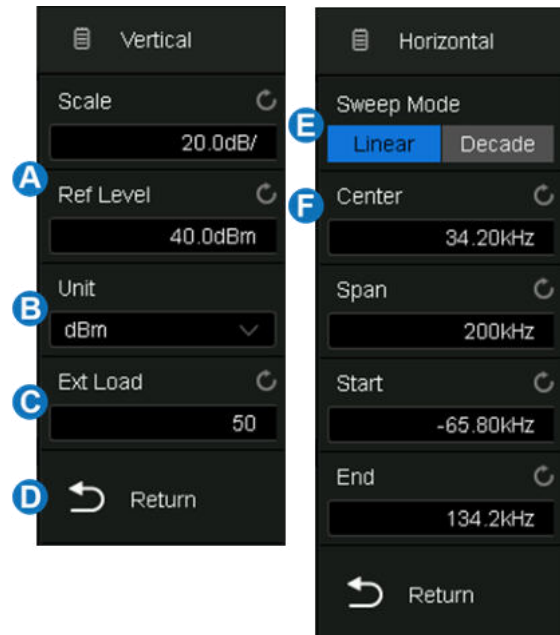 Vertical
Scale
20.0dB/
A
Ref Level
40.0dBm
Unit
B
dBm
Ext Load
C
50
D
Return
Horizontal
Sweep Mode
E
Linear Decade
F
Center
34.20kHz
Span
200kHz
Start
-65.80kHz
End
134.2kHz
Return